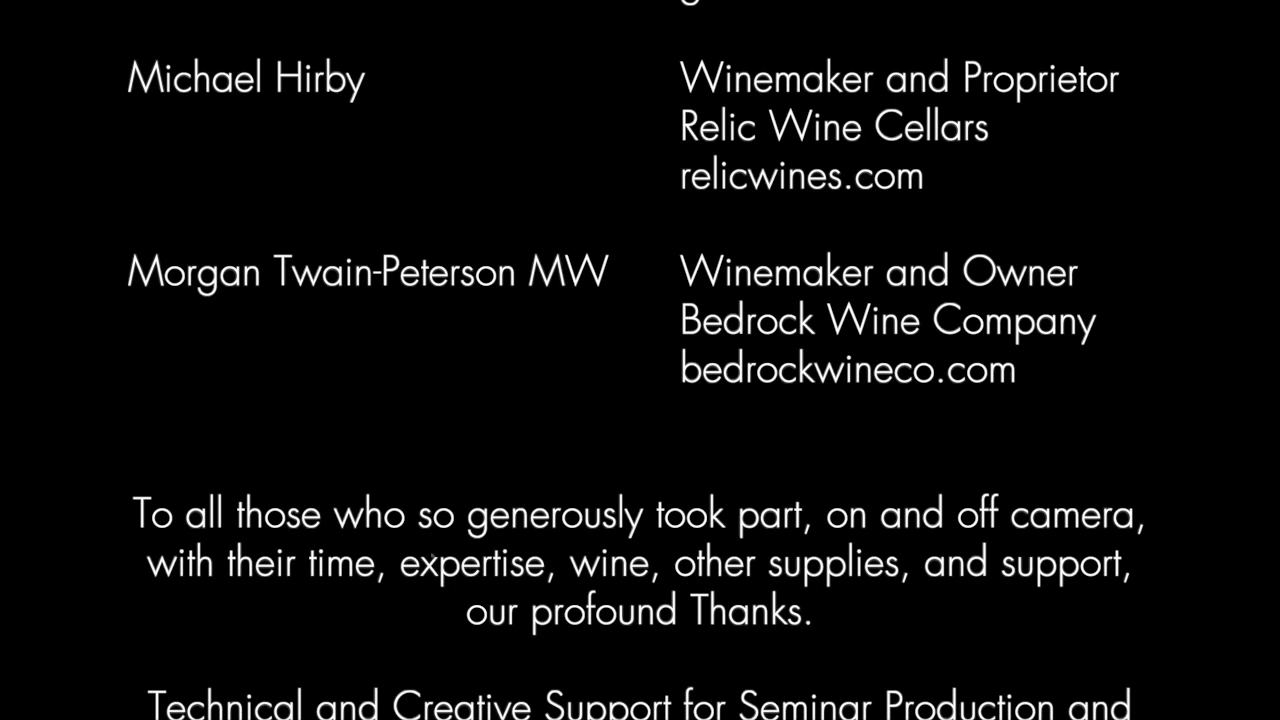 Michael Hirby
Winemaker and Proprietor
Relic Wine Cellars
relicwines.com
Morgan Twain-Peterson MW
Winemaker and Owner
Bedrock Wine Company
bedrockwineco.com
To all those who so generously took part, on and off camera,
with their time, expertise, wine, other supplies, and support,
our profound Thanks.
Technical and Creative Support for Seminar Production and